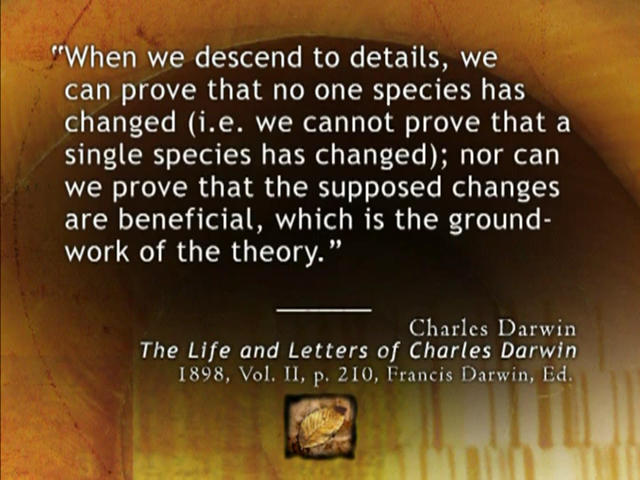 “When we descend to details, we
can prove that no one species has
changed (i.e. we cannot prove that a
single species has changed); nor can
we prove that the supposed changes
are beneficial, which is the ground-
work of the theory.”
Charles Darwin
The Life and Letters of Charles Darwin
1898, Vol. II, p. 210, Francis Darwin, Ed.